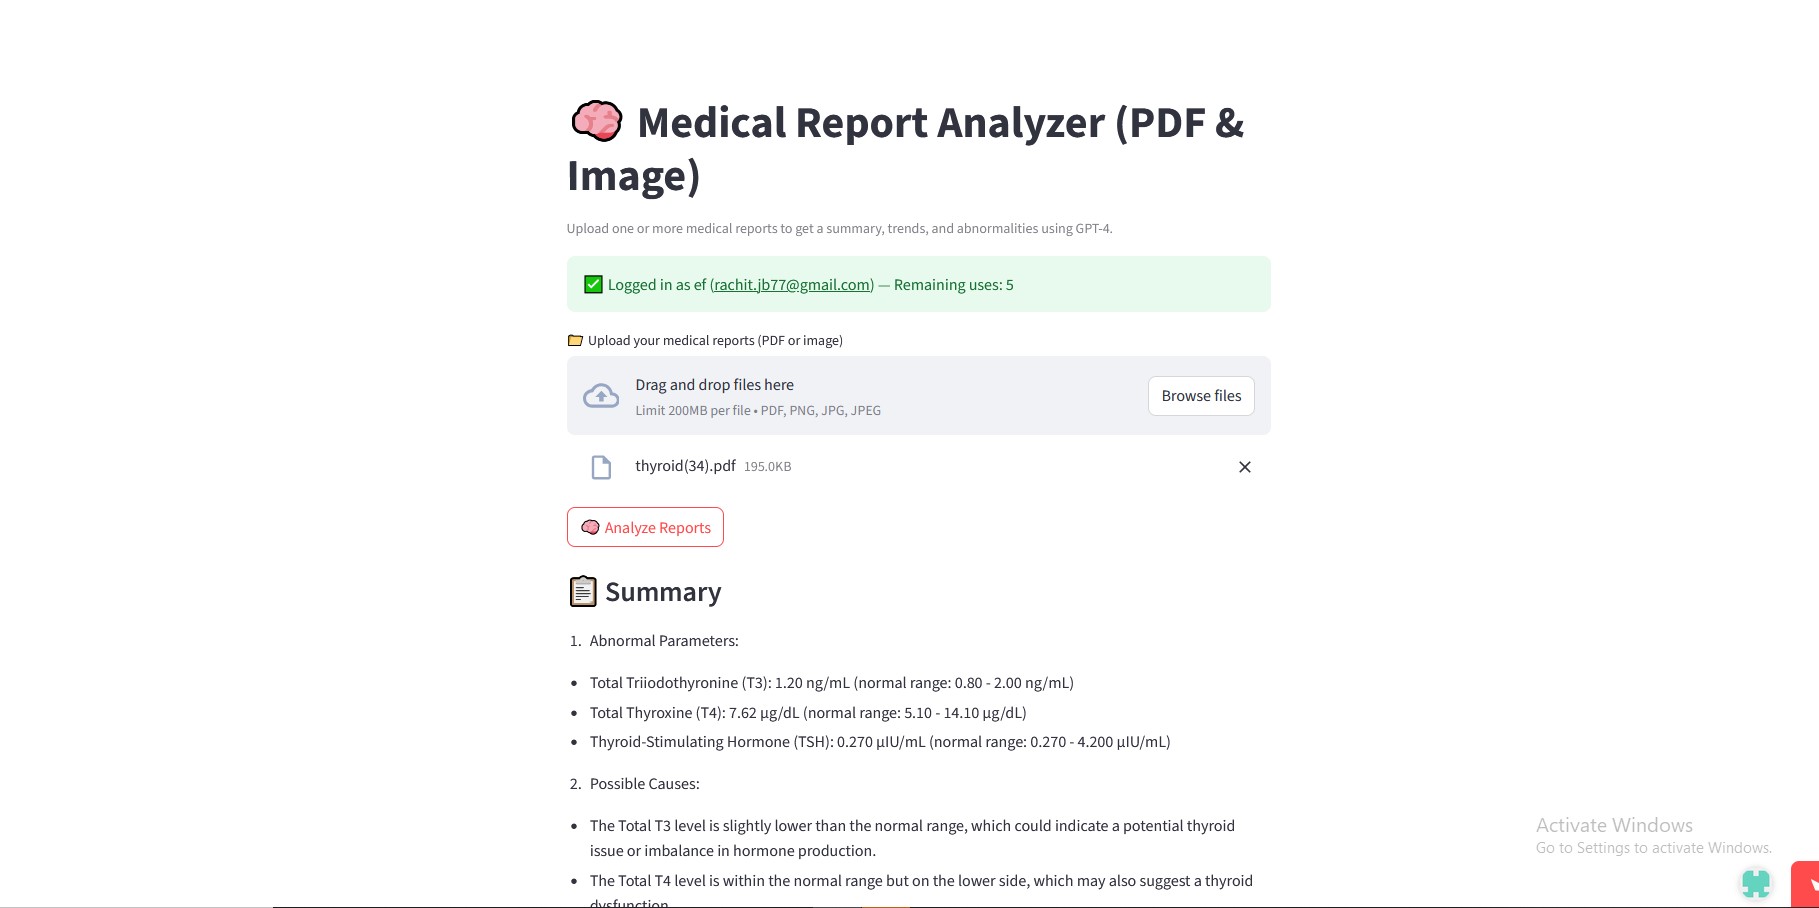 Medical Report Analyzer (PDF &
Image)
Upload one or more medical reports to get a summary, trends, and abnormalities using GPT-4.
Logged in as ef (rachit.jb77@gmail.com) — Remaining uses: 5
Upload your medical reports (PDF or image)
Drag and drop files here
Limit 200MB per file • PDF, PNG, JPG, JPEG
Browse files
thyroid(34).pdf 195.0KB
Analyze Reports
Summary
1. Abnormal Parameters:
• Total Triiodothyronine (T3): 1.20 ng/mL (normal range: 0.80 - 2.00 ng/mL)
• Total Thyroxine (T4): 7.62 µg/dL (normal range: 5.10 - 14.10 µg/dL)
• Thyroid-Stimulating Hormone (TSH): 0.270 µIU/mL (normal range: 0.270 - 4.200 µIU/mL)
2. Possible Causes:
• The Total T3 level is slightly lower than the normal range, which could indicate a potential thyroid
issue or imbalance in hormone production.
• The Total T4 level is within the normal range but on the lower side, which may also suggest a thyroid
dysfunction.
Activate Windows
Go to Settings to activate Windows.